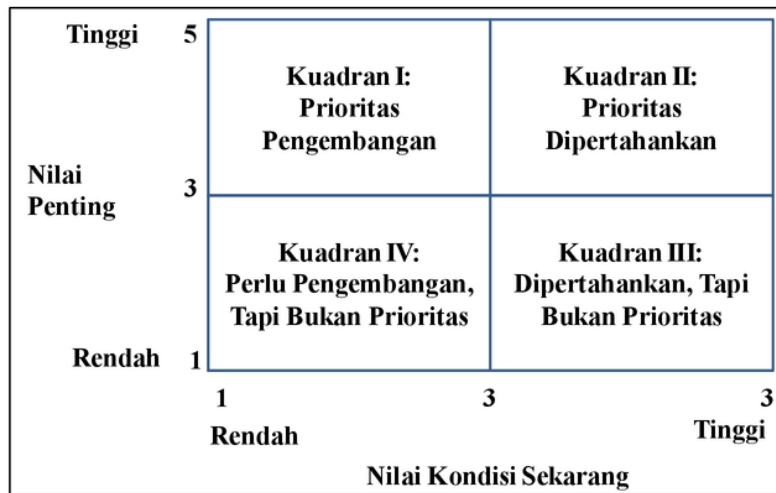 Tinggi 5
Kuadran I:
Prioritas
Pengembangan
Kuadran II:
Prioritas
Dipertahankan
Nilai
Penting
3
Kuadran IV:
Perlu Pengembangan,
Tapi Bukan Prioritas
Kuadran III:
Dipertahankan, Tapi
Bukan Prioritas
Rendah 1
1 3 3
Rendah Tinggi
Nilai Kondisi Sekarang